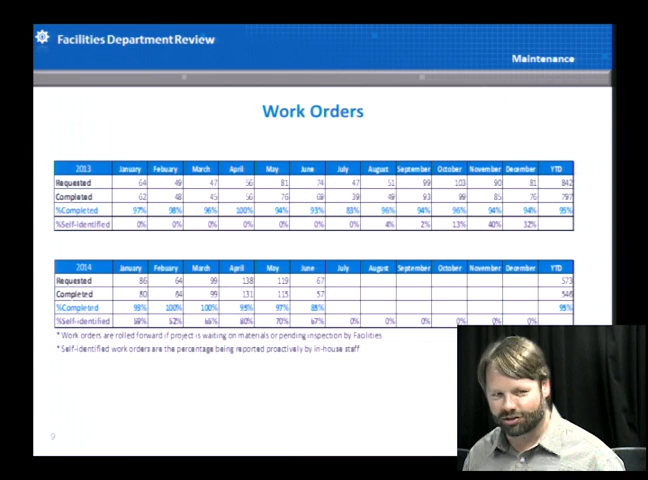 Facilities Department Review
Maintenance
Work Orders
2013 January Febuary March April May June July August September October November December YTD
Requested 64 49 47 56 81 74 47 51 99 103 90 81 842
Completed 62 48 45 56 76 69 39 49 93 99 85 76 797
%Completed 97% 98% 96% 100% 94% 93% 83% 96% 94% 96% 94% 94% 95%
%Self-Identified 0% 0% 0% 0% 0% 0% 0% 4% 2% 13% 40% 32%
2014 January Febuary March April May June July August September October November December YTD
Requested 86 64 99 138 119 67 573
Completed 80 64 99 131 115 57 546
%Completed 93% 100% 100% 95% 97% 85% 95%
%Self-identified 52% 80% 70% 67% 0% 0% 0% 0% 0% 0%
* Work orders are rolled forward if project is waiting on materials or pending inspection by Facilities
* Self-identified work orders are the percentage being reported proactively by in-house staff
9